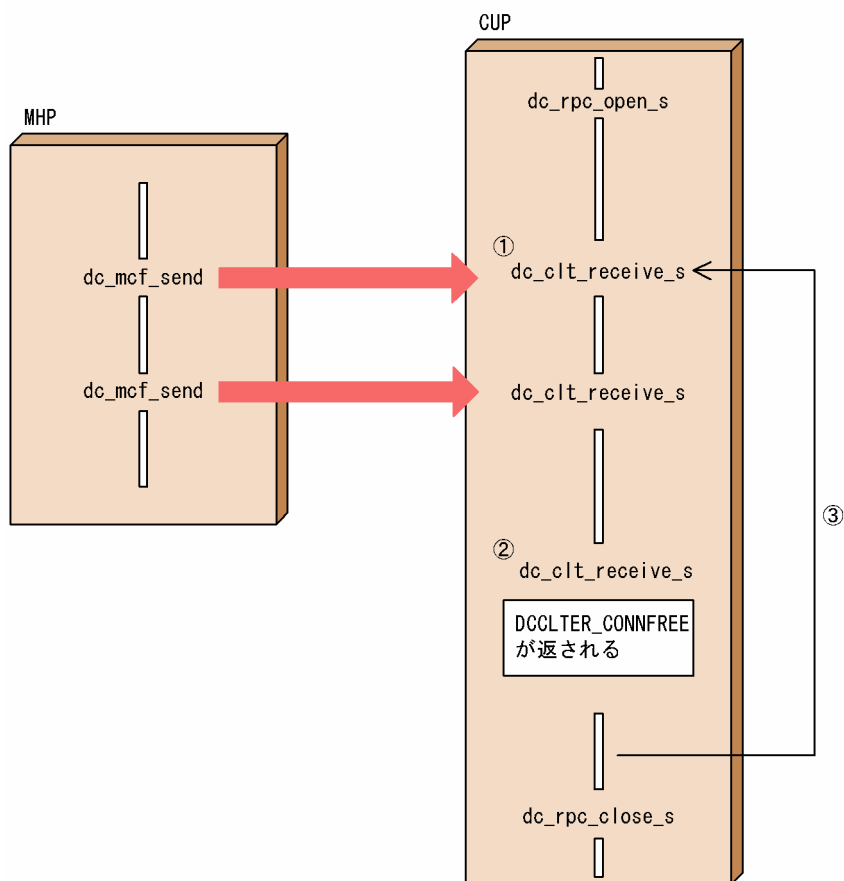 CUP
dc_rpc_open_s
MHP
①
dc_mcf_send
dc_clt_receive_s
dc_mcf_send
dc_clt_receive_s
③
②
dc_clt_receive_s
DCCLTER_CONNFREE
が返される
dc_rpc_close_s